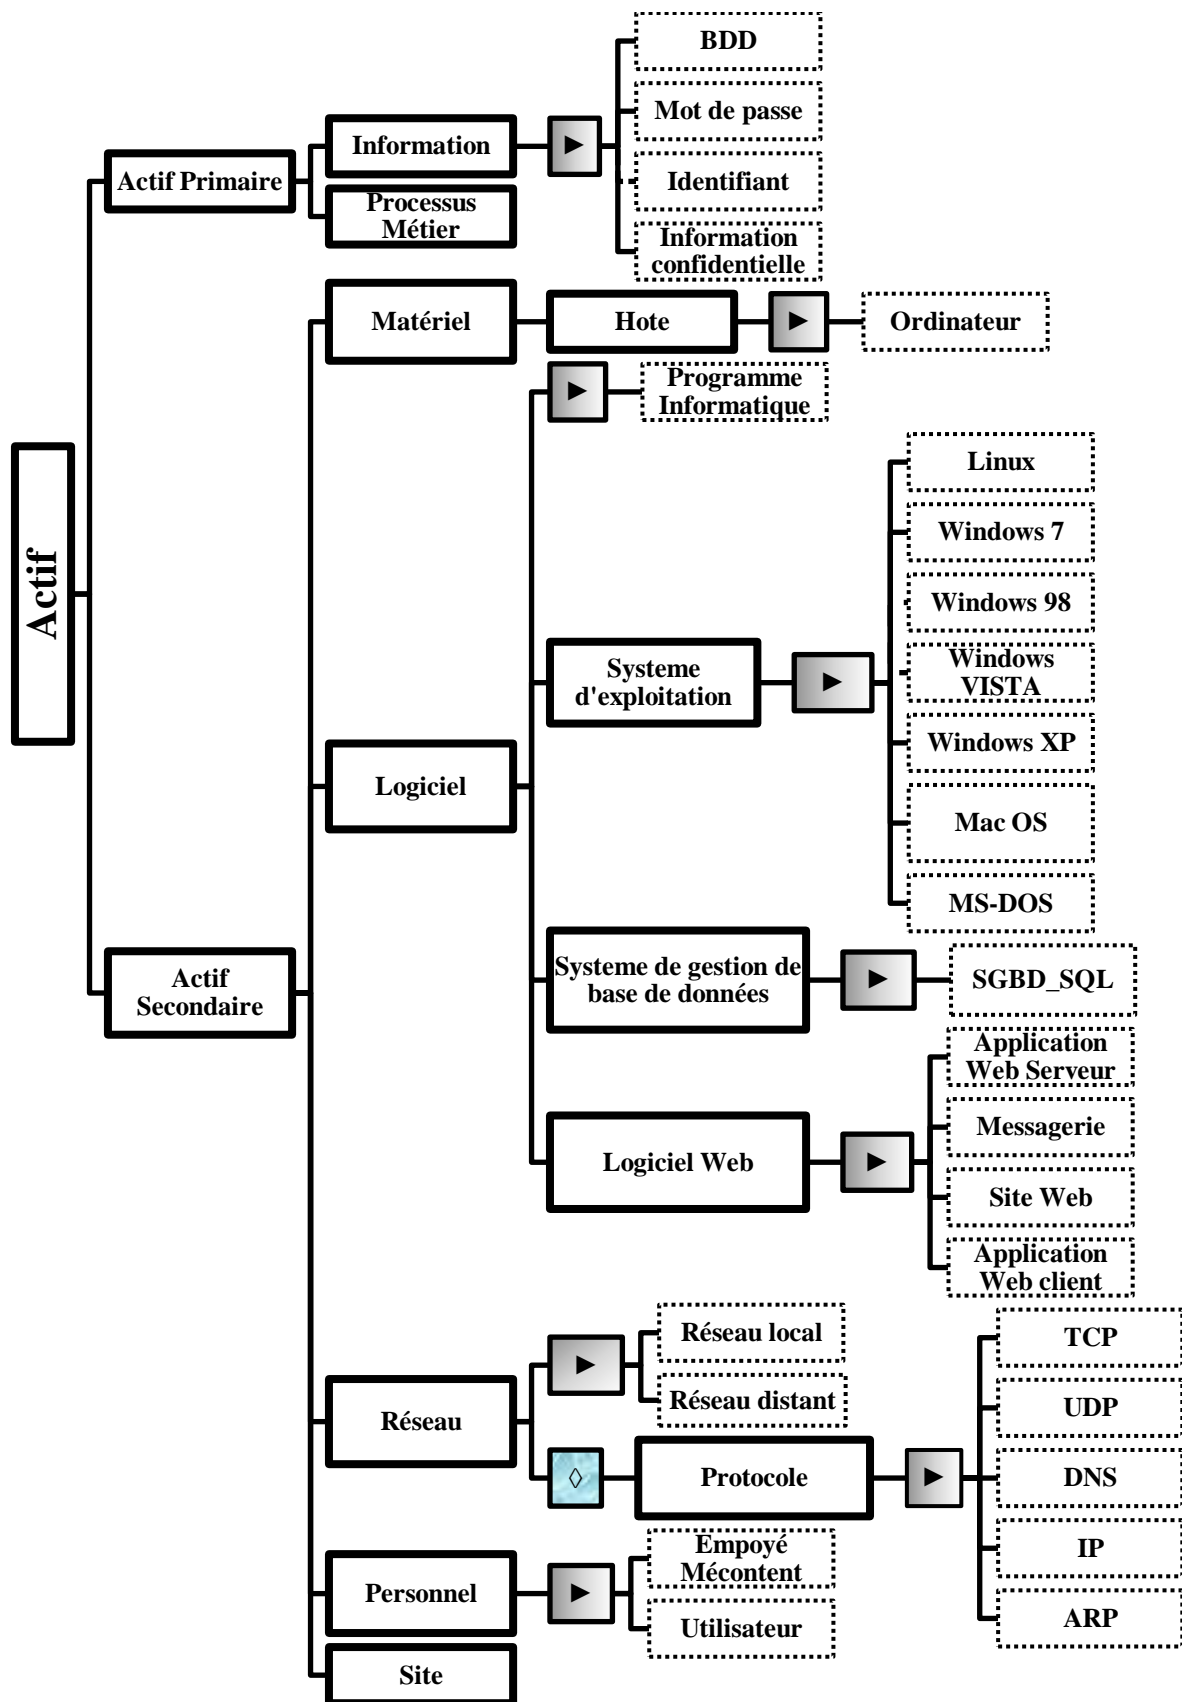 BDD
Mot de passe
Information
Actif Primaire
Identifiant
Processus
Métier
Information
confidentielle
Matériel
Hote
Ordinateur
Programme
Informatique
Linux
Windows 7
Actif
Windows 98
Systeme
d'exploitation
Windows
VISTA
Windows XP
Logiciel
Mac OS
MS-DOS
Actif
Secondaire
Systeme de gestion de
base de données
SGBD_SQL
Application
Web Serveur
Messagerie
Logiciel Web
Site Web
Application
Web client
Réseau local
TCP
Réseau distant
UDP
Réseau
Protocole
DNS
IP
Empoyé
Mécontent
Personnel
Utilisateur
ARP
Site